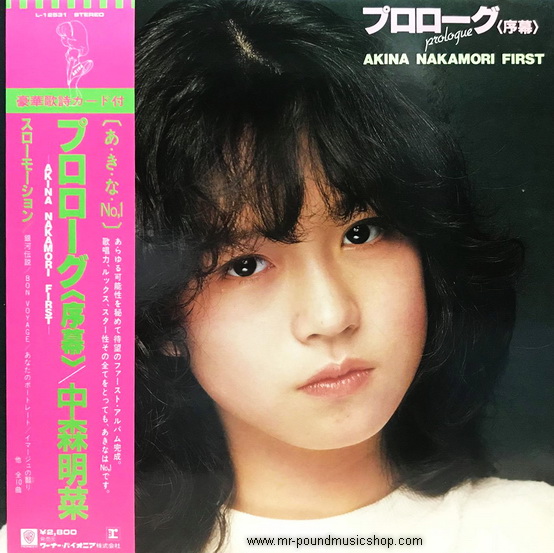 L-12531 STEREO
豪華歌詩カード付
プロローグ〈序幕〉/中森明菜
—AKINA NAKAMORI FIRST—
スローモーション/銀河伝説/BON VOYAGE/あなたのポートレート/イマージュの翳り
他 全10曲
¥2,800
発売元
ワーナー・パイオニア株式会社
プロローグ〈序幕〉
prologue
AKINA NAKAMORI FIRST
〔あ・き・な・No.1〕
あらゆる可能性を秘めて待望のファースト・アルバム完成。
歌唱力、ルックス、スター性その全てをとっても、あきなはNo.1です。
www.mr-poundmusicshop.com